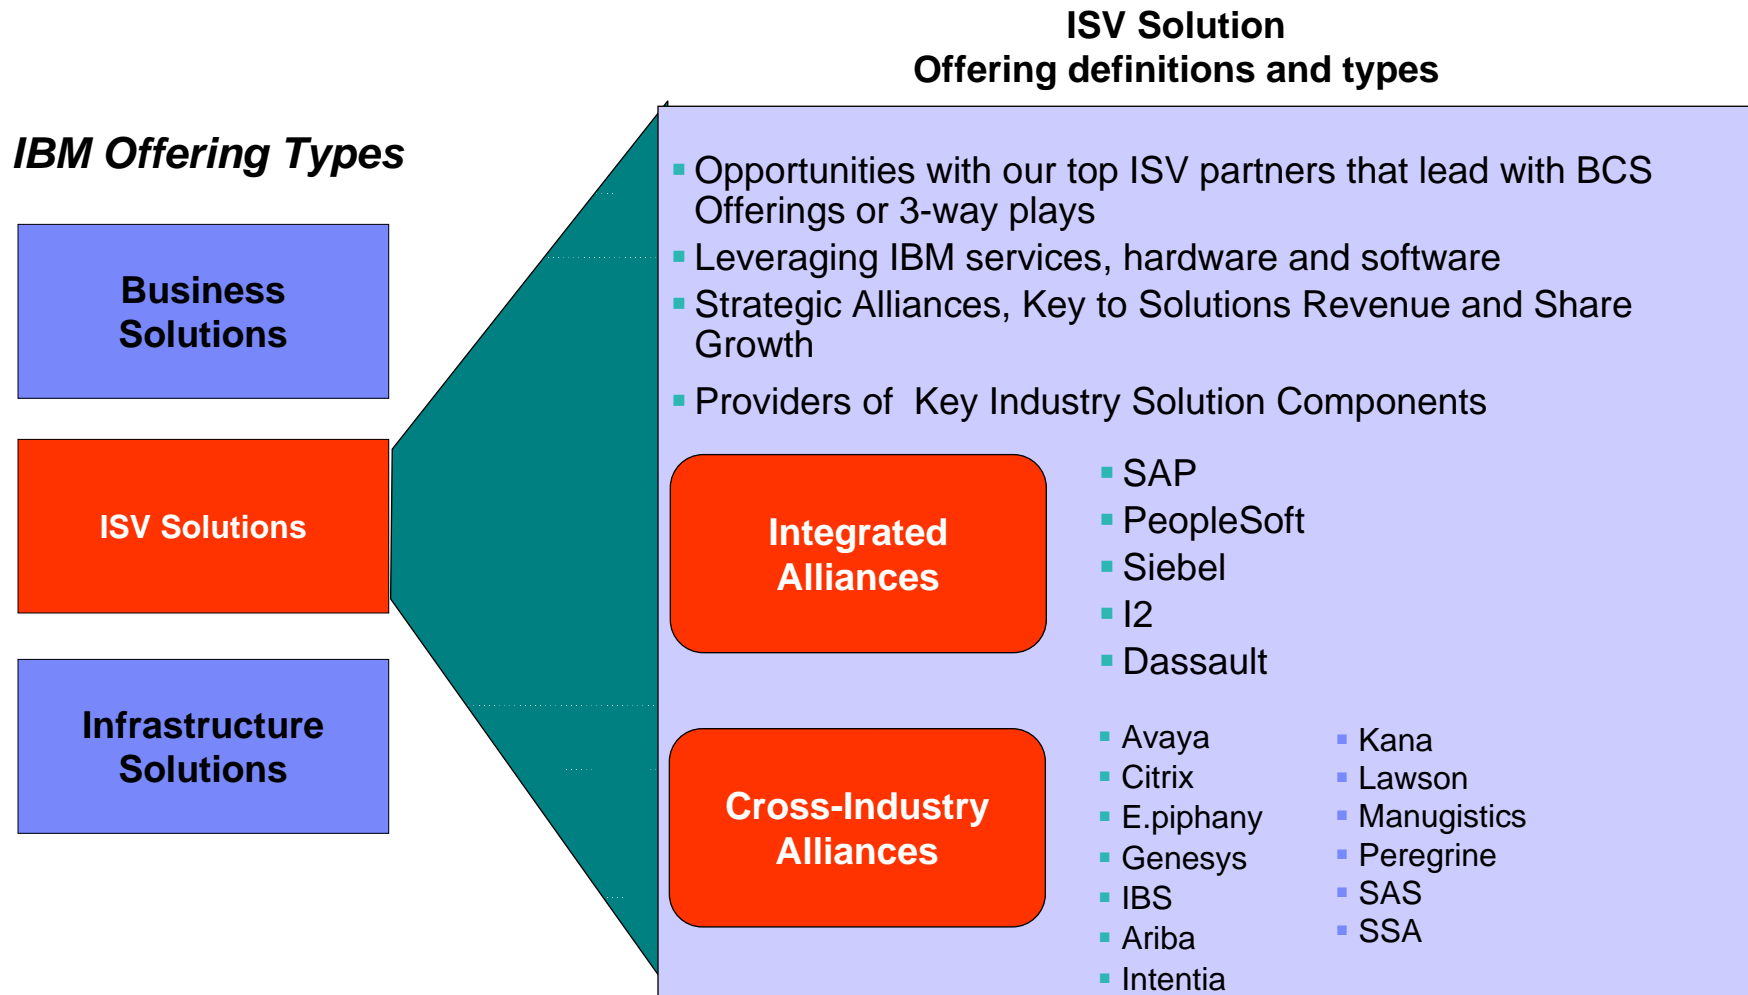 ISV Solution
Offering definitions and types
IBM Offering Types
Business
Solutions
ISV Solutions
Infrastructure
Solutions
Opportunities with our top ISV partners that lead with BCS
Offerings or 3-way plays
Leveraging IBM services, hardware and software
Strategic Alliances, Key to Solutions Revenue and Share
Growth
Providers of Key Industry Solution Components
Integrated
Alliances
SAP
PeopleSoft
Siebel
I2
Dassault
Cross-Industry
Alliances
Avaya
Citrix
E.piphany
Genesys
IBS
Ariba
Intentia
Kana
Lawson
Manugistics
Peregrine
SAS
SSA